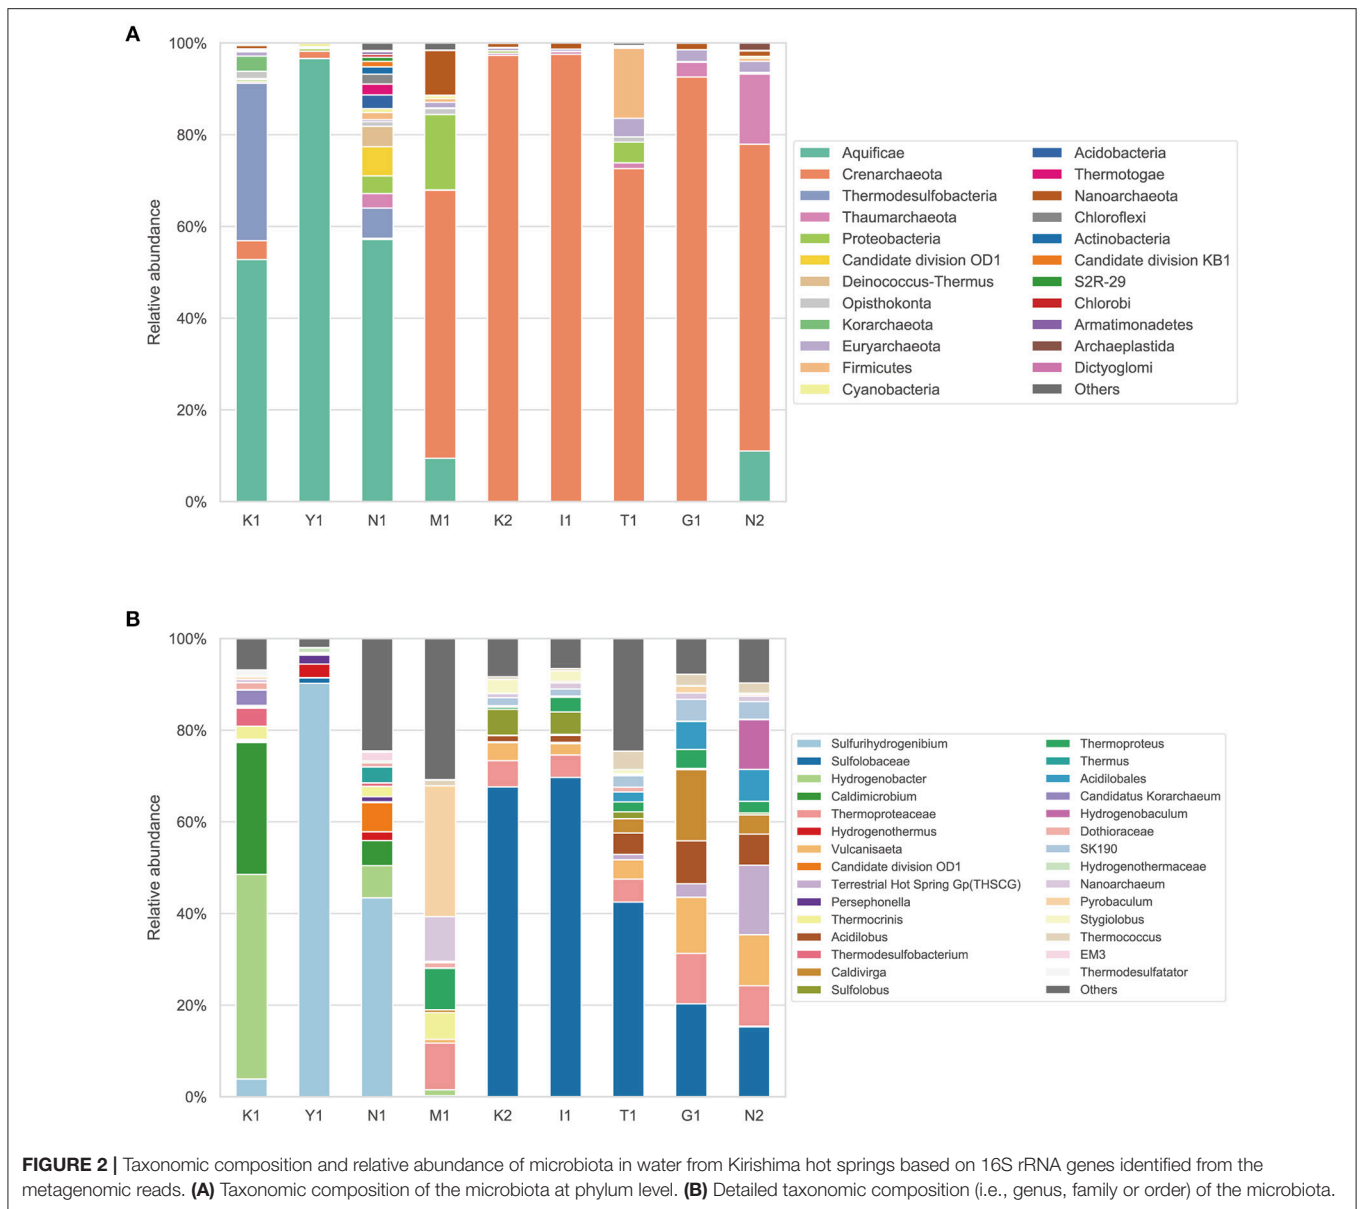 A
100%
80%
60%
40%
20%
0%
Relative abundance
K1 Y1 N1 M1 K2 I1 T1 G1 N2
Aquificae
Crenarchaeota
Thermodesulfobacteria
Thaumarchaeota
Proteobacteria
Candidate division OD1
Deinococcus-Thermus
Opisthokonta
Korarchaeota
Euryarchaeota
Firmicutes
Cyanobacteria
Acidobacteria
Thermotogae
Nanoarchaeota
Chloroflexi
Actinobacteria
Candidate division KB1
S2R-29
Chlorobi
Armatimonadetes
Archaeplastida
Dictyoglomi
Others
B
100%
80%
60%
40%
20%
0%
Relative abundance
K1 Y1 N1 M1 K2 I1 T1 G1 N2
Sulfurihydrogenibium
Sulfolobaceae
Hydrogenobacter
Caldimicrobium
Thermoproteaceae
Hydrogenothermus
Vulcanisaeta
Candidate division OD1
Terrestrial Hot Spring Gp(THSCG)
Persephonella
Thermocrinis
Acidilobus
Thermodesulfobacterium
Caldivirga
Sulfolobus
Thermoproteus
Thermus
Acidilobales
Candidatus Korarchaeum
Hydrogenobaculum
Dothioraceae
SK190
Hydrogenothermaceae
Nanoarchaeum
Pyrobaculum
Stygiolobus
Thermococcus
EM3
Thermodesulfatator
Others
FIGURE 2 | Taxonomic composition and relative abundance of microbiota in water from Kirishima hot springs based on 16S rRNA genes identified from the
metagenomic reads. (A) Taxonomic composition of the microbiota at phylum level. (B) Detailed taxonomic composition (i.e., genus, family or order) of the microbiota.